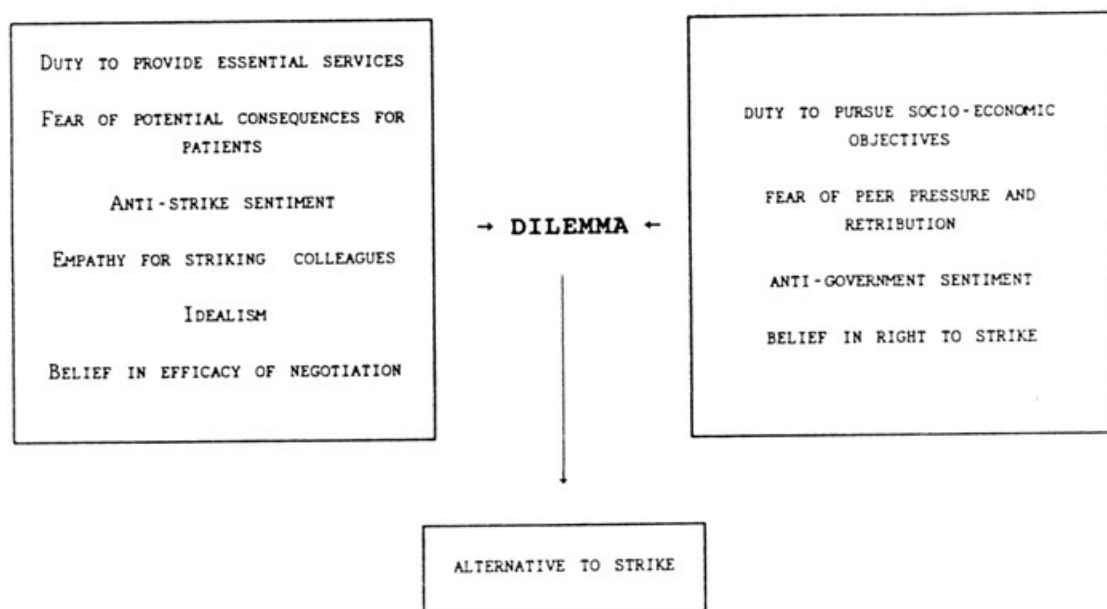 DUTY TO PROVIDE ESSENTIAL SERVICES
FEAR OF POTENTIAL CONSEQUENCES FOR
PATIENTS
ANTI-STRIKE SENTIMENT
EMPATHY FOR STRIKING COLLEAGUES
IDEALISM
BELIEF IN EFFICACY OF NEGOTIATION
→ DILEMMA ←
DUTY TO PURSUE SOCIO-ECONOMIC
OBJECTIVES
FEAR OF PEER PRESSURE AND
RETRIBUTION
ANTI-GOVERNMENT SENTIMENT
BELIEF IN RIGHT TO STRIKE
ALTERNATIVE TO STRIKE